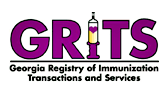 GRITS
Georgia Registry of Immunization
Transactions and Services